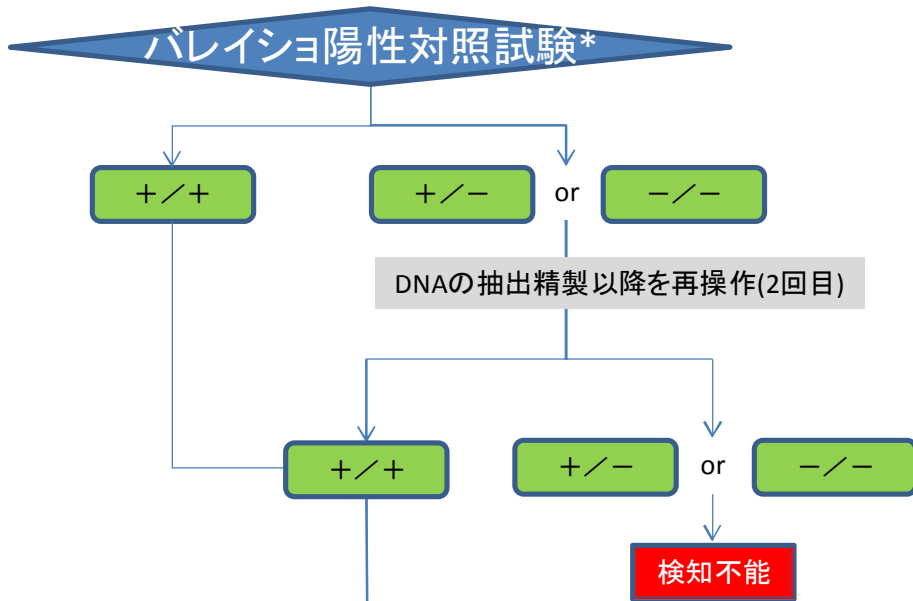 バレイショ陽性対照試験*
＋／＋
＋／－ or －／－
DNAの抽出精製以降を再操作(2回目)
＋／＋
＋／－ or －／－
検知不能